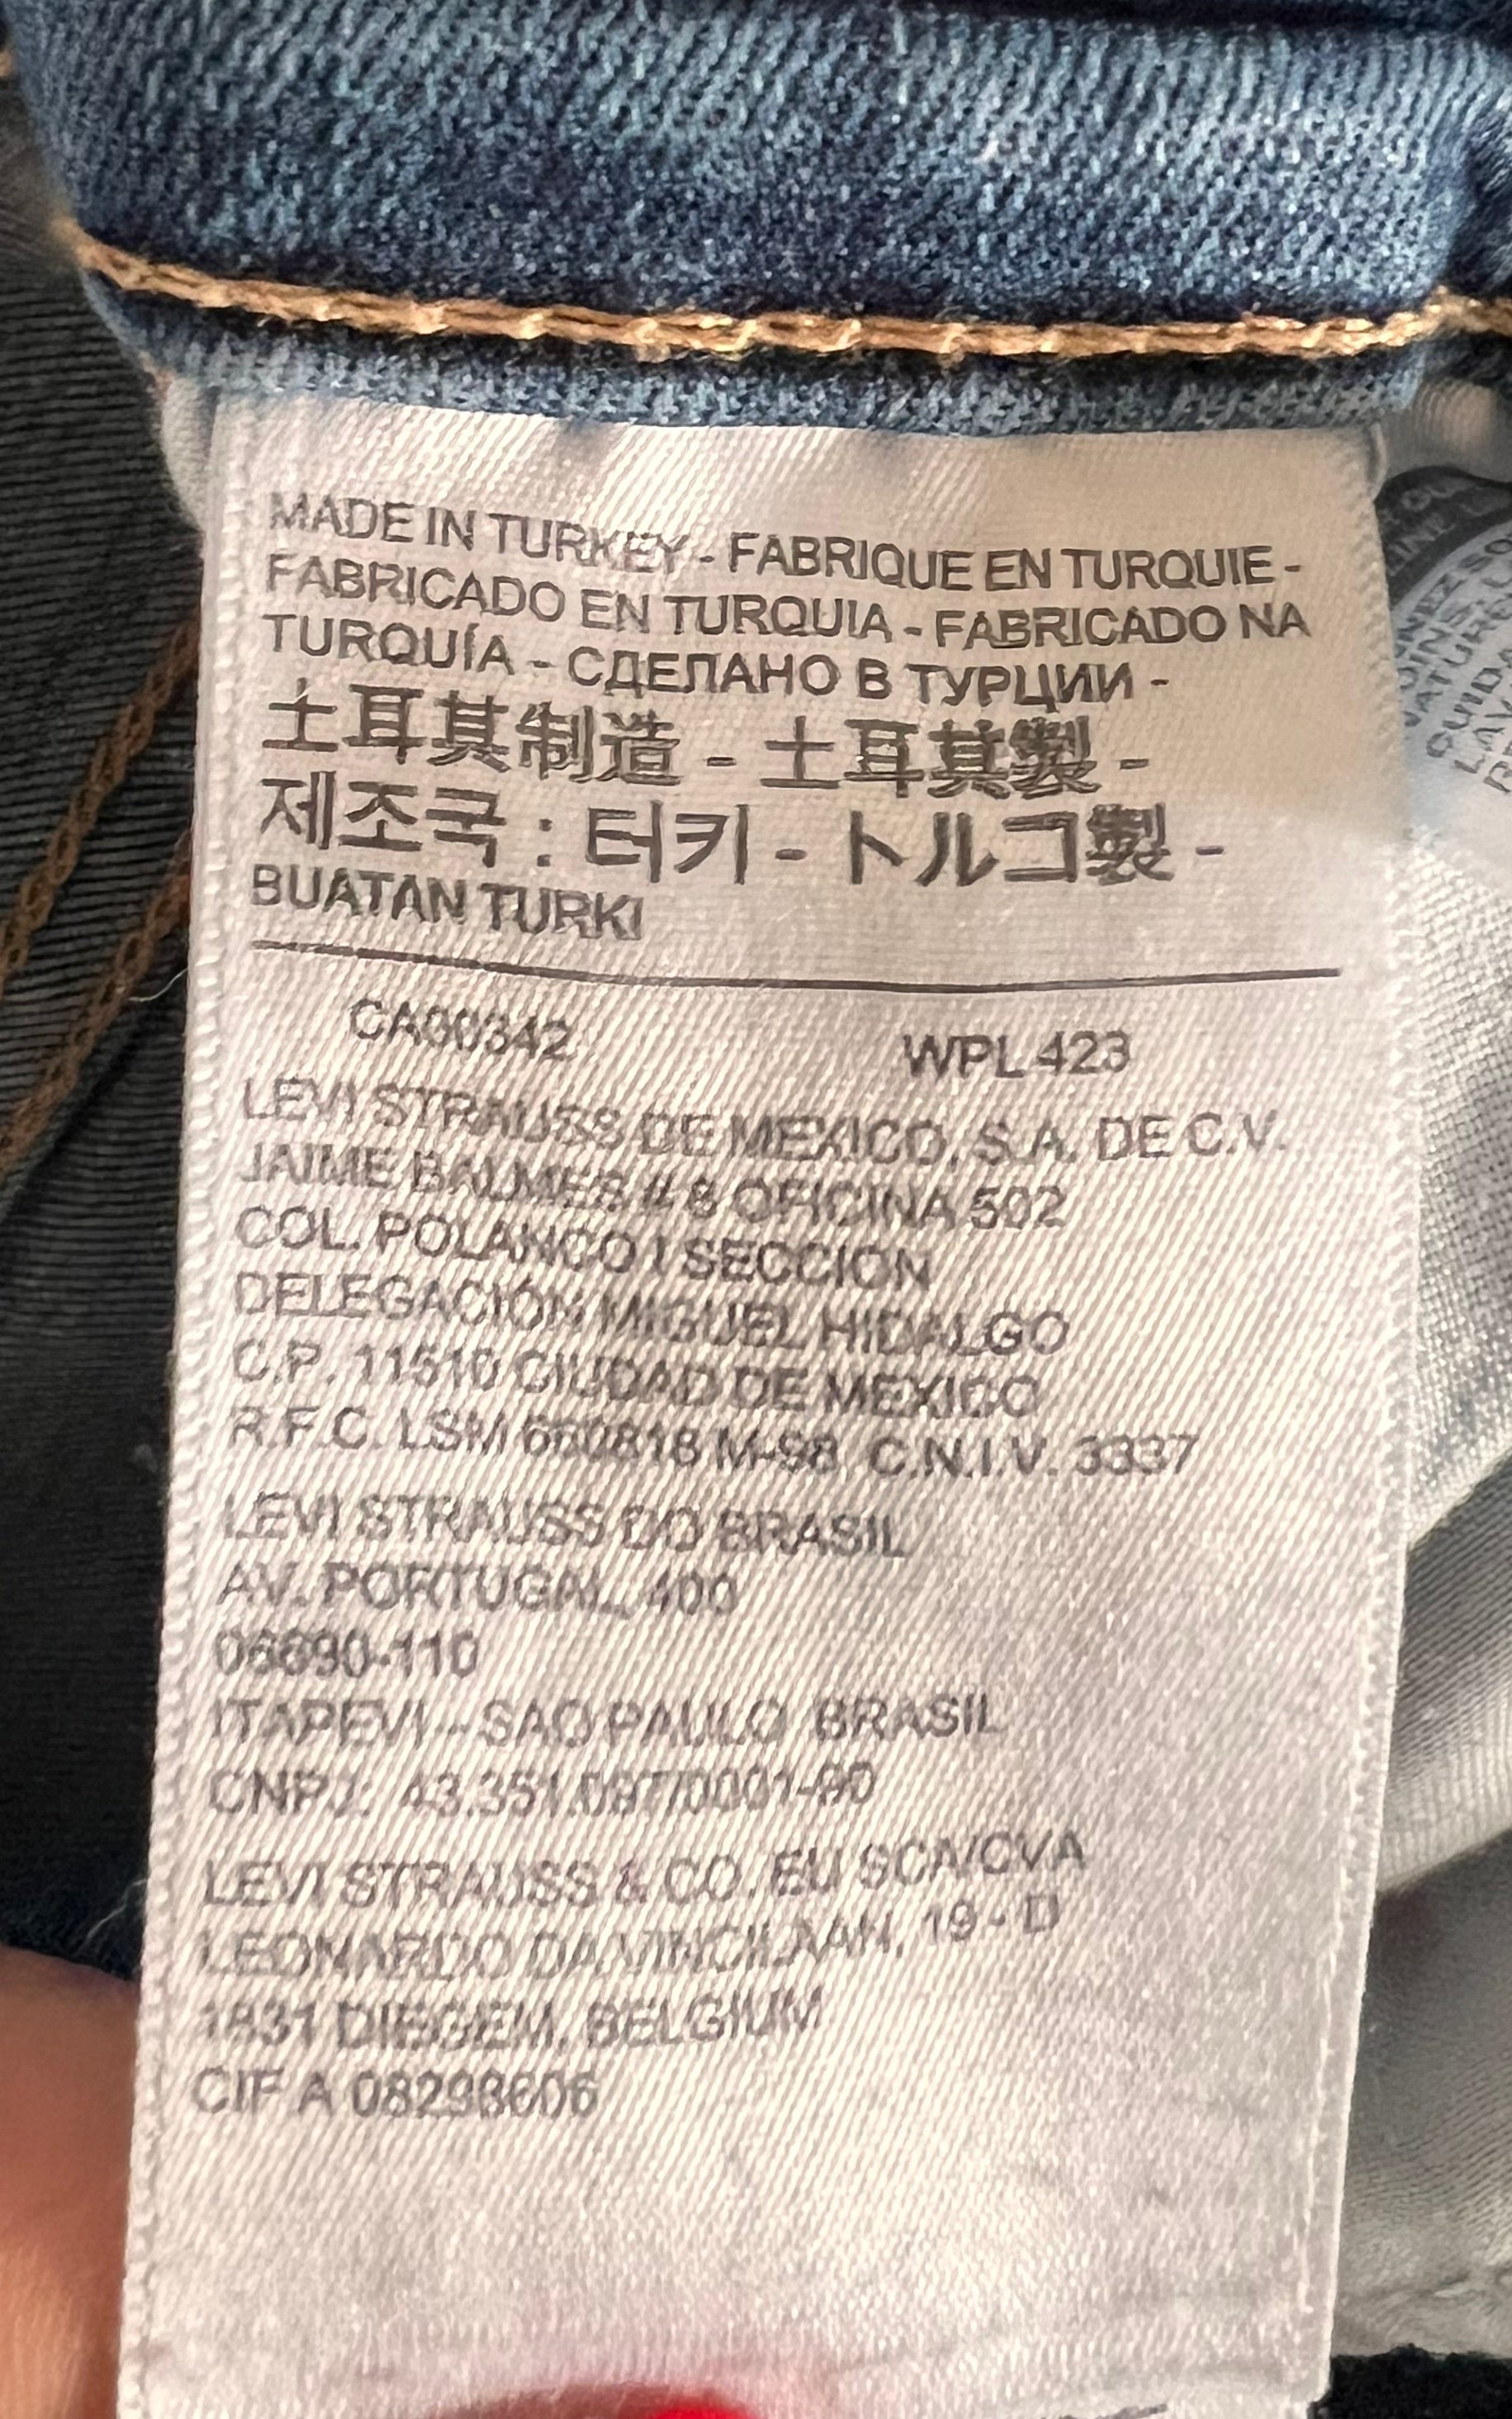 MADE IN TURKEY - FABRIQUE EN TURQUIE -
FABRICADO EN TURQUIA - FABRICADO NA
TURQUÍA - СДЕЛАНО В ТУРЦИИ -
土耳其制造 - 土耳其製 -
제조국 : 터키 - トルコ製 -
BUATAN TURKI
CA00342 WPL 423
LEVI STRAUSS DE MEXICO, S.A. DE C.V.
JAIME BALMES # 8 OFICINA 502
COL. POLANCO I SECCION
DELEGACIÓN MIGUEL HIDALGO
C.P. 11510 CIUDAD DE MEXICO
R.F.C. LSM 660816 M-98 C.N.I.V. 3337
LEVI STRAUSS DO BRASIL
AV. PORTUGAL, 400
06690-110
ITAPEVI - SAO PAULO BRASIL
CNPJ: 43.351.097/0001-90
LEVI STRAUSS & CO. EU SCA/CVA
LEONARDO DA VINCILAAN, 19 - D
1831 DIEGEM, BELGIUM
CIF A 08298606